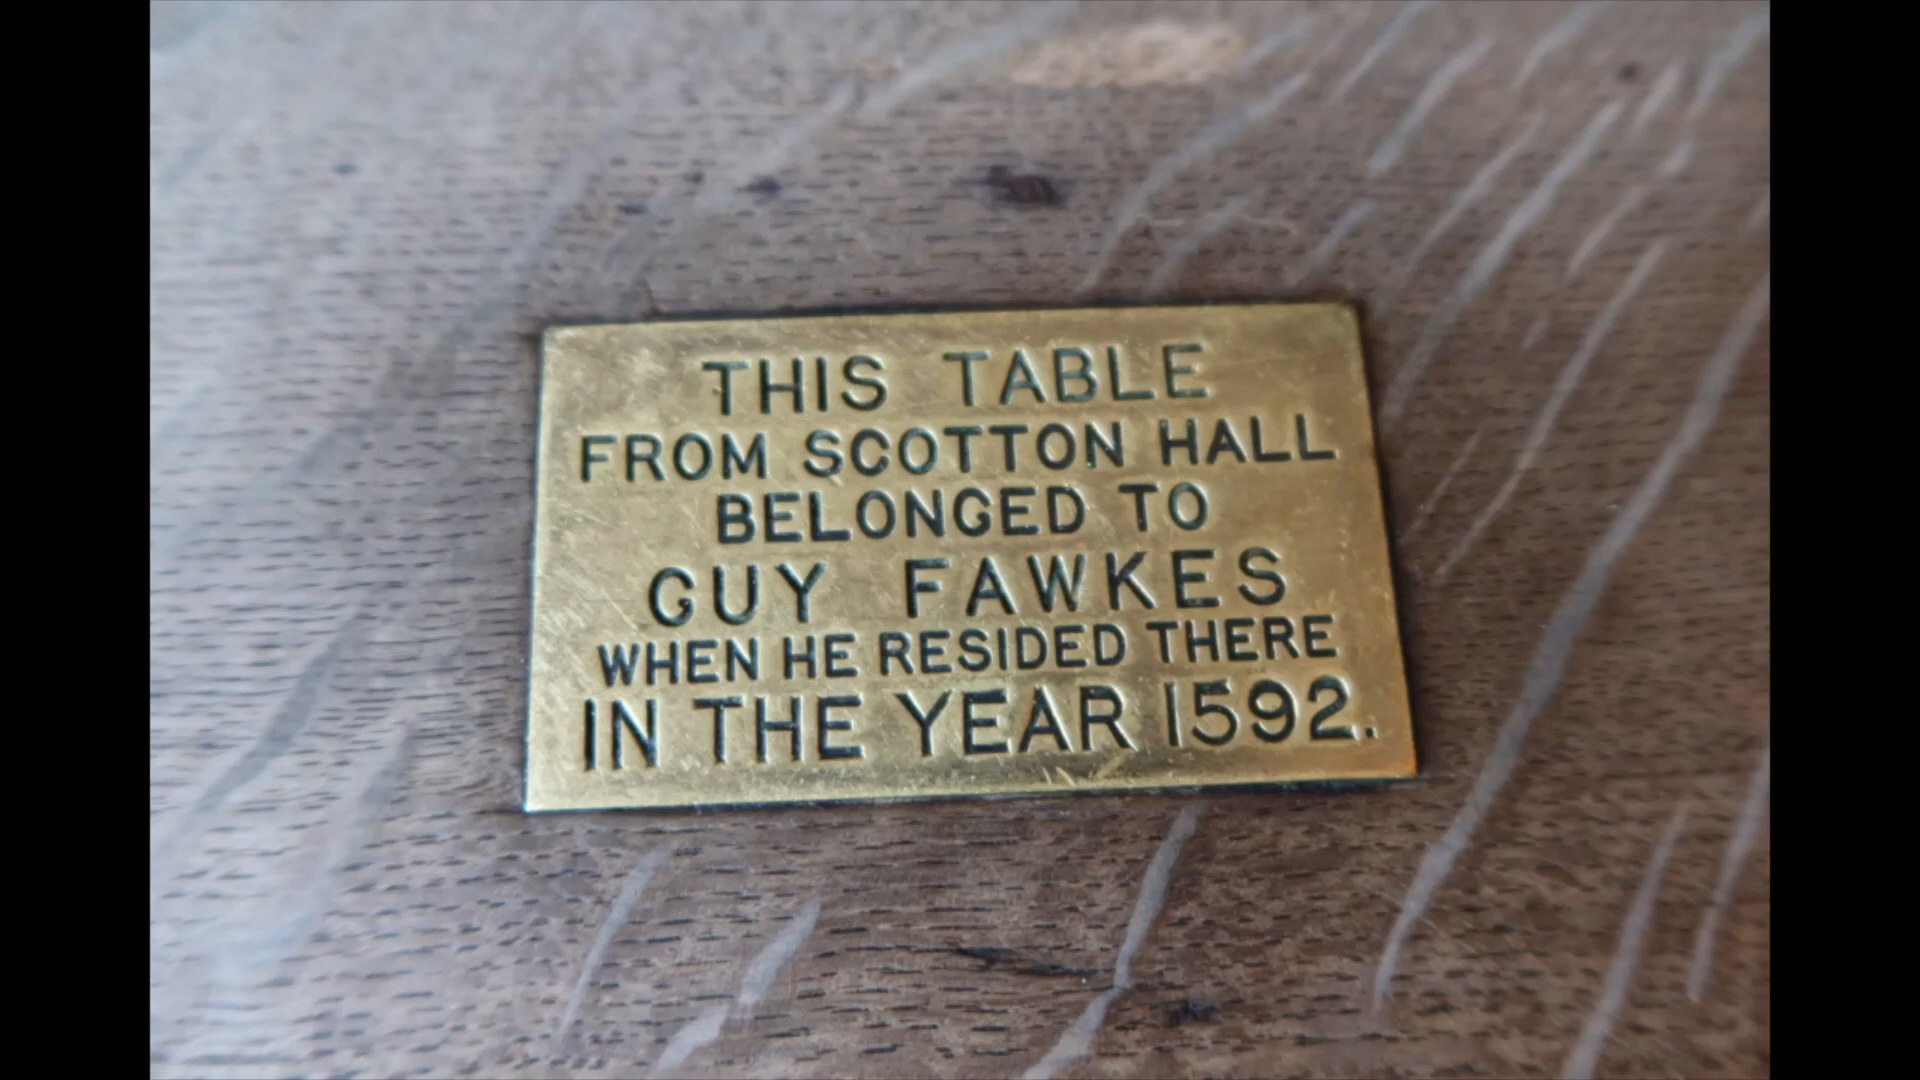 THIS TABLE
FROM SCOTTON HALL
BELONGED TO
GUY FAWKES
WHEN HE RESIDED THERE
IN THE YEAR 1592.